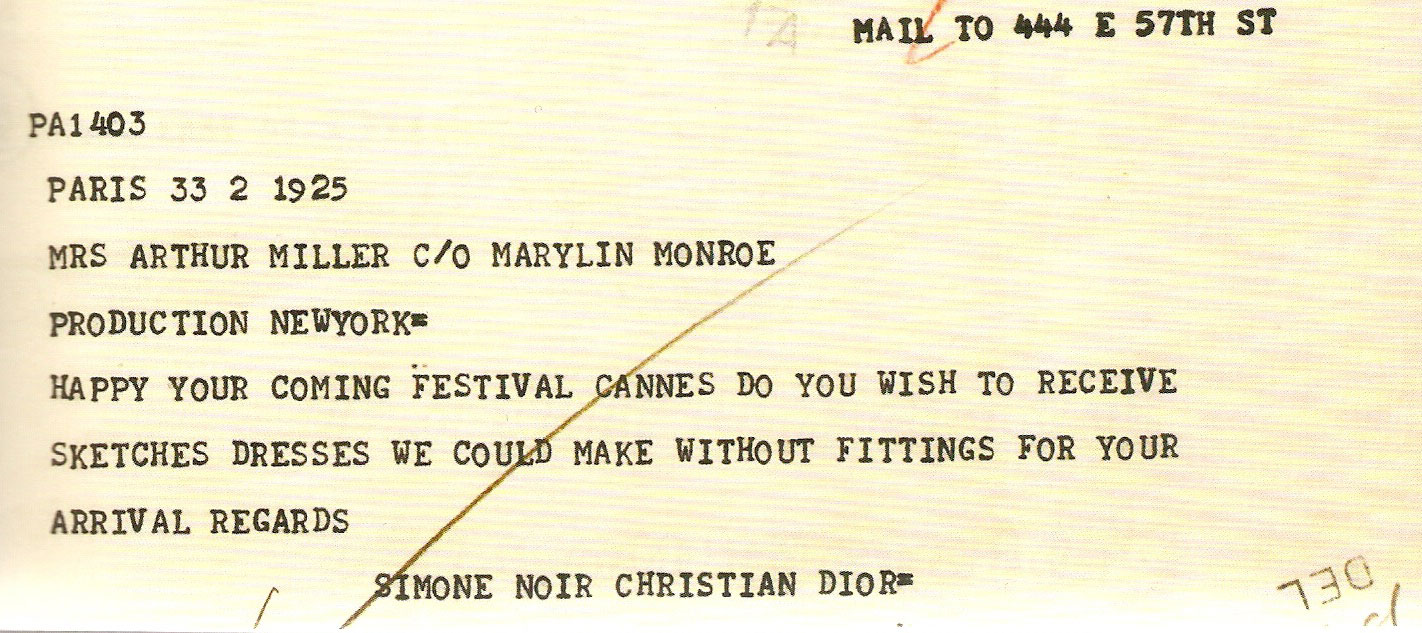 MAIL TO 444 E 57TH ST
PA1403
PARIS 33 2 1925
MRS ARTHUR MILLER C/O MARYLIN MONROE
PRODUCTION NEWYORK=
HAPPY YOUR COMING FESTIVAL CANNES DO YOU WISH TO RECEIVE
SKETCHES DRESSES WE COULD MAKE WITHOUT FITTINGS FOR YOUR
ARRIVAL REGARDS
SIMONE NOIR CHRISTIAN DIOR=
DEL